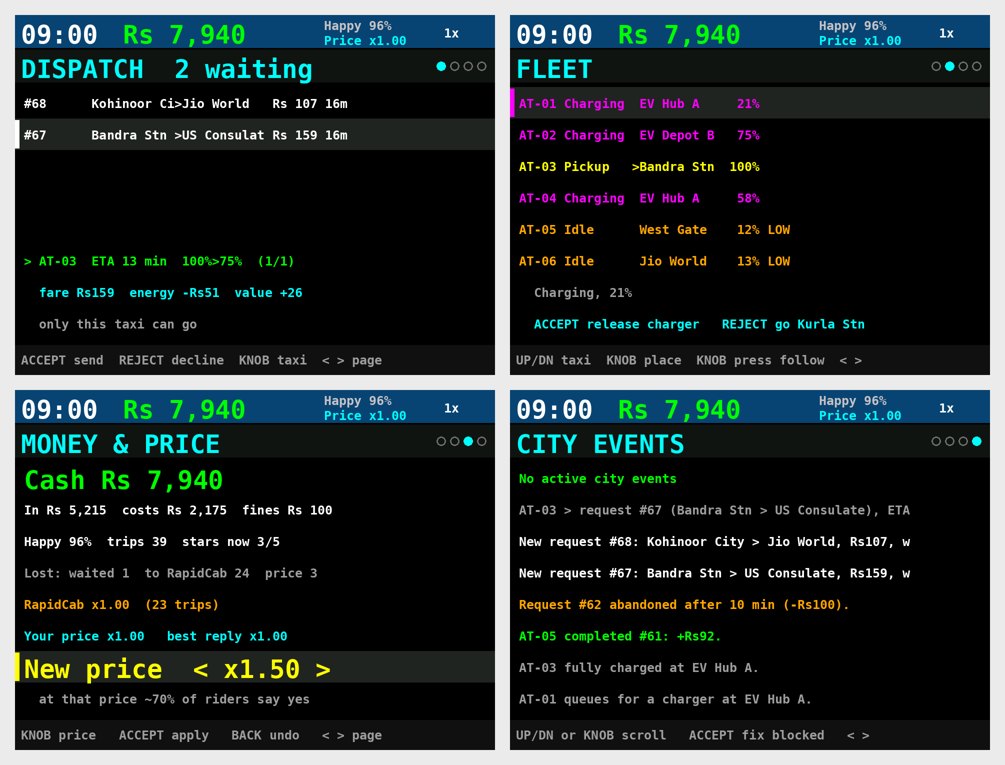 09:00 Rs 7,940 Happy 96% Price x1.00 1x
DISPATCH 2 waiting
#68 Kohinoor Ci>Jio World Rs 107 16m
#67 Bandra Stn >US Consulat Rs 159 16m
> AT-03 ETA 13 min 100%>75% (1/1)
fare Rs159 energy -Rs51 value +26
only this taxi can go
ACCEPT send REJECT decline KNOB taxi < > page
09:00 Rs 7,940 Happy 96% Price x1.00 1x
FLEET
AT-01 Charging EV Hub A 21%
AT-02 Charging EV Depot B 75%
AT-03 Pickup >Bandra Stn 100%
AT-04 Charging EV Hub A 58%
AT-05 Idle West Gate 12% LOW
AT-06 Idle Jio World 13% LOW
Charging, 21%
ACCEPT release charger REJECT go Kurla Stn
UP/DN taxi KNOB place KNOB press follow < >
09:00 Rs 7,940 Happy 96% Price x1.00 1x
MONEY & PRICE
Cash Rs 7,940
In Rs 5,215 costs Rs 2,175 fines Rs 100
Happy 96% trips 39 stars now 3/5
Lost: waited 1 to RapidCab 24 price 3
RapidCab x1.00 (23 trips)
Your price x1.00 best reply x1.00
New price < x1.50 >
at that price ~70% of riders say yes
KNOB price ACCEPT apply BACK undo < > page
09:00 Rs 7,940 Happy 96% Price x1.00 1x
CITY EVENTS
No active city events
AT-03 > request #67 (Bandra Stn > US Consulate), ETA
New request #68: Kohinoor City > Jio World, Rs107, w
New request #67: Bandra Stn > US Consulate, Rs159, w
Request #62 abandoned after 10 min (-Rs100).
AT-05 completed #61: +Rs92.
AT-03 fully charged at EV Hub A.
AT-01 queues for a charger at EV Hub A.
UP/DN or KNOB scroll ACCEPT fix blocked < >